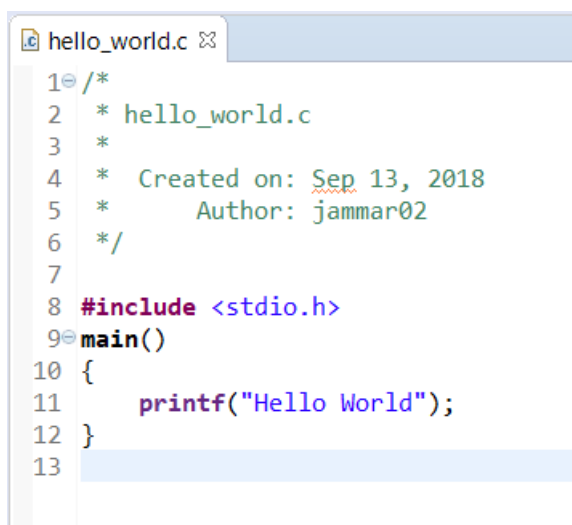 hello_world.c
1 /*
2  * hello_world.c
3  *
4  *  Created on: Sep 13, 2018
5  *      Author: jammar02
6  */
7
8 #include <stdio.h>
9 main()
10 {
11     printf("Hello World");
12 }
13